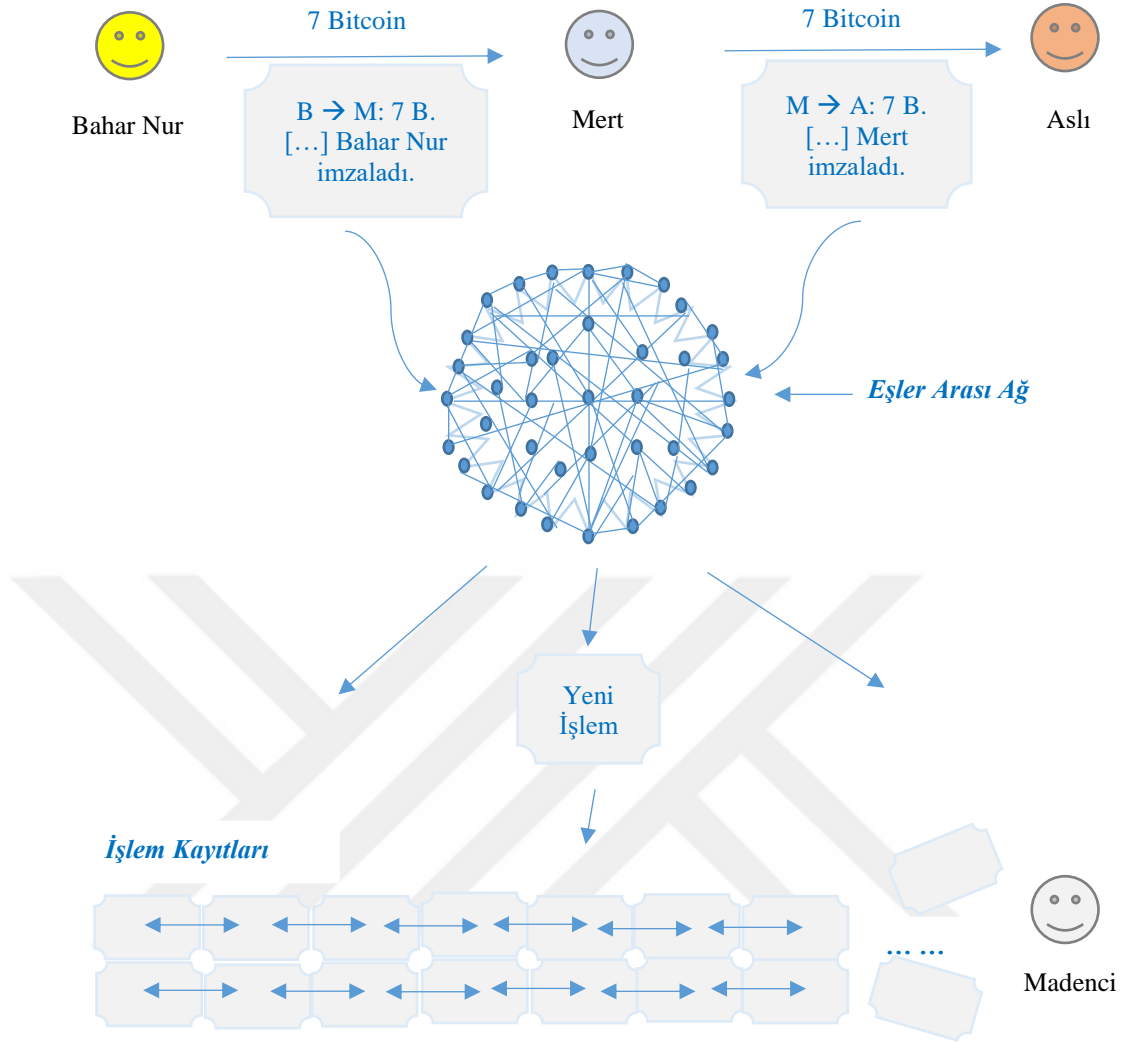 7 Bitcoin
7 Bitcoin
Bahar Nur
B → M: 7 B.
[…] Bahar Nur
imzaladı.
Mert
M → A: 7 B.
[…] Mert
imzaladı.
Aslı
Eşler Arası Ağ
Yeni
İşlem
İşlem Kayıtları
... ...
Madenci